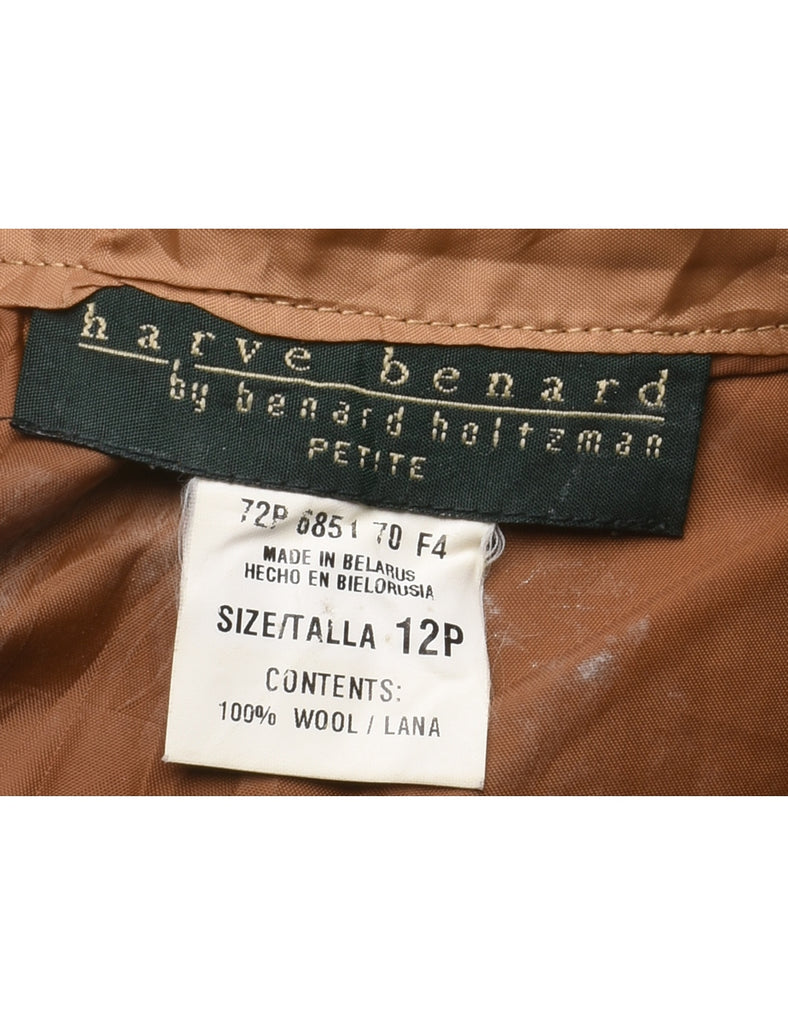 harve benard
by benard holtzman
PETITE
72P 6851 70 F4
MADE IN BELARUS
HECHO EN BIELORUSIA
SIZE/TALLA 12P
CONTENTS:
100% WOOL / LANA